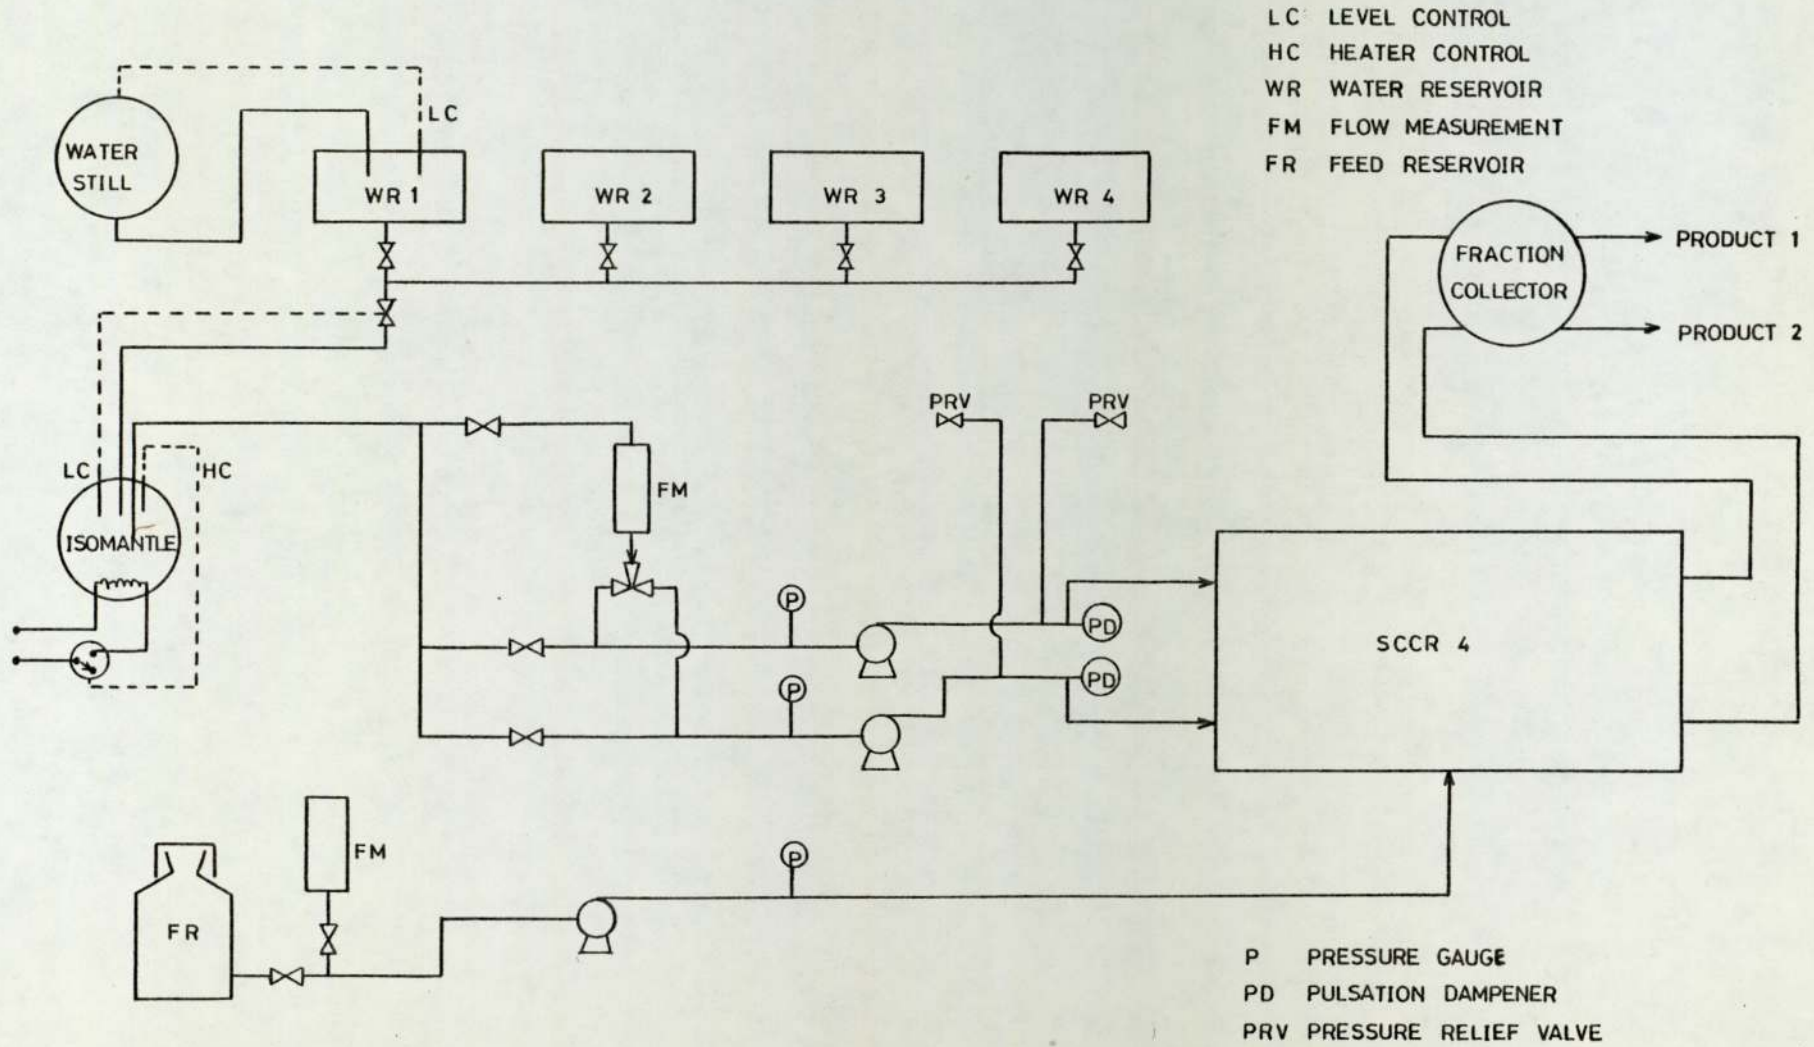 LC LEVEL CONTROL
HC HEATER CONTROL
WR WATER RESERVOIR
FM FLOW MEASUREMENT
FR FEED RESERVOIR
LC
WATER
STILL
WR 1
WR 2
WR 3
WR 4
FRACTION
COLLECTOR
PRODUCT 1
PRODUCT 2
PRV
PRV
LC
HC
FM
ISOMANTLE
P
PD
SCCR 4
PD
P
FM
P
FR
P PRESSURE GAUGE
PD PULSATION DAMPENER
PRV PRESSURE RELIEF VALVE